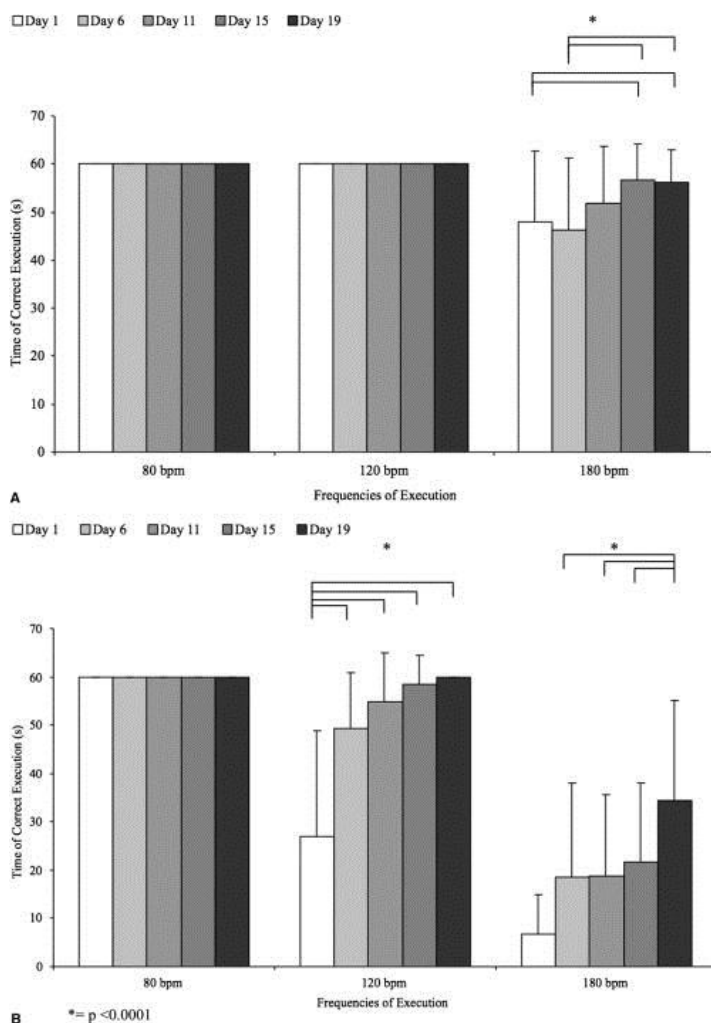 Day 1 Day 6 Day 11 Day 15 Day 19
*
70
60
50
40
30
20
10
0
Time of Correct Execution (s)
80 bpm 120 bpm 180 bpm
Frequencies of Execution
A
Day 1 Day 6 Day 11 Day 15 Day 19
* *
70
60
50
40
30
20
10
0
Time of Correct Execution (s)
80 bpm 120 bpm 180 bpm
Frequencies of Execution
B *= p <0.0001